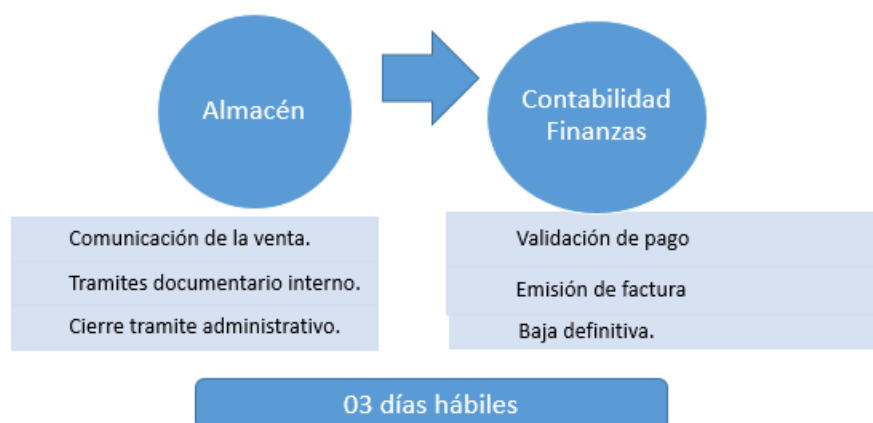 Almacén
Contabilidad
Finanzas
Comunicación de la venta.
Tramites documentario interno.
Cierre tramite administrativo.
Validación de pago
Emisión de factura
Baja definitiva.
03 días hábiles